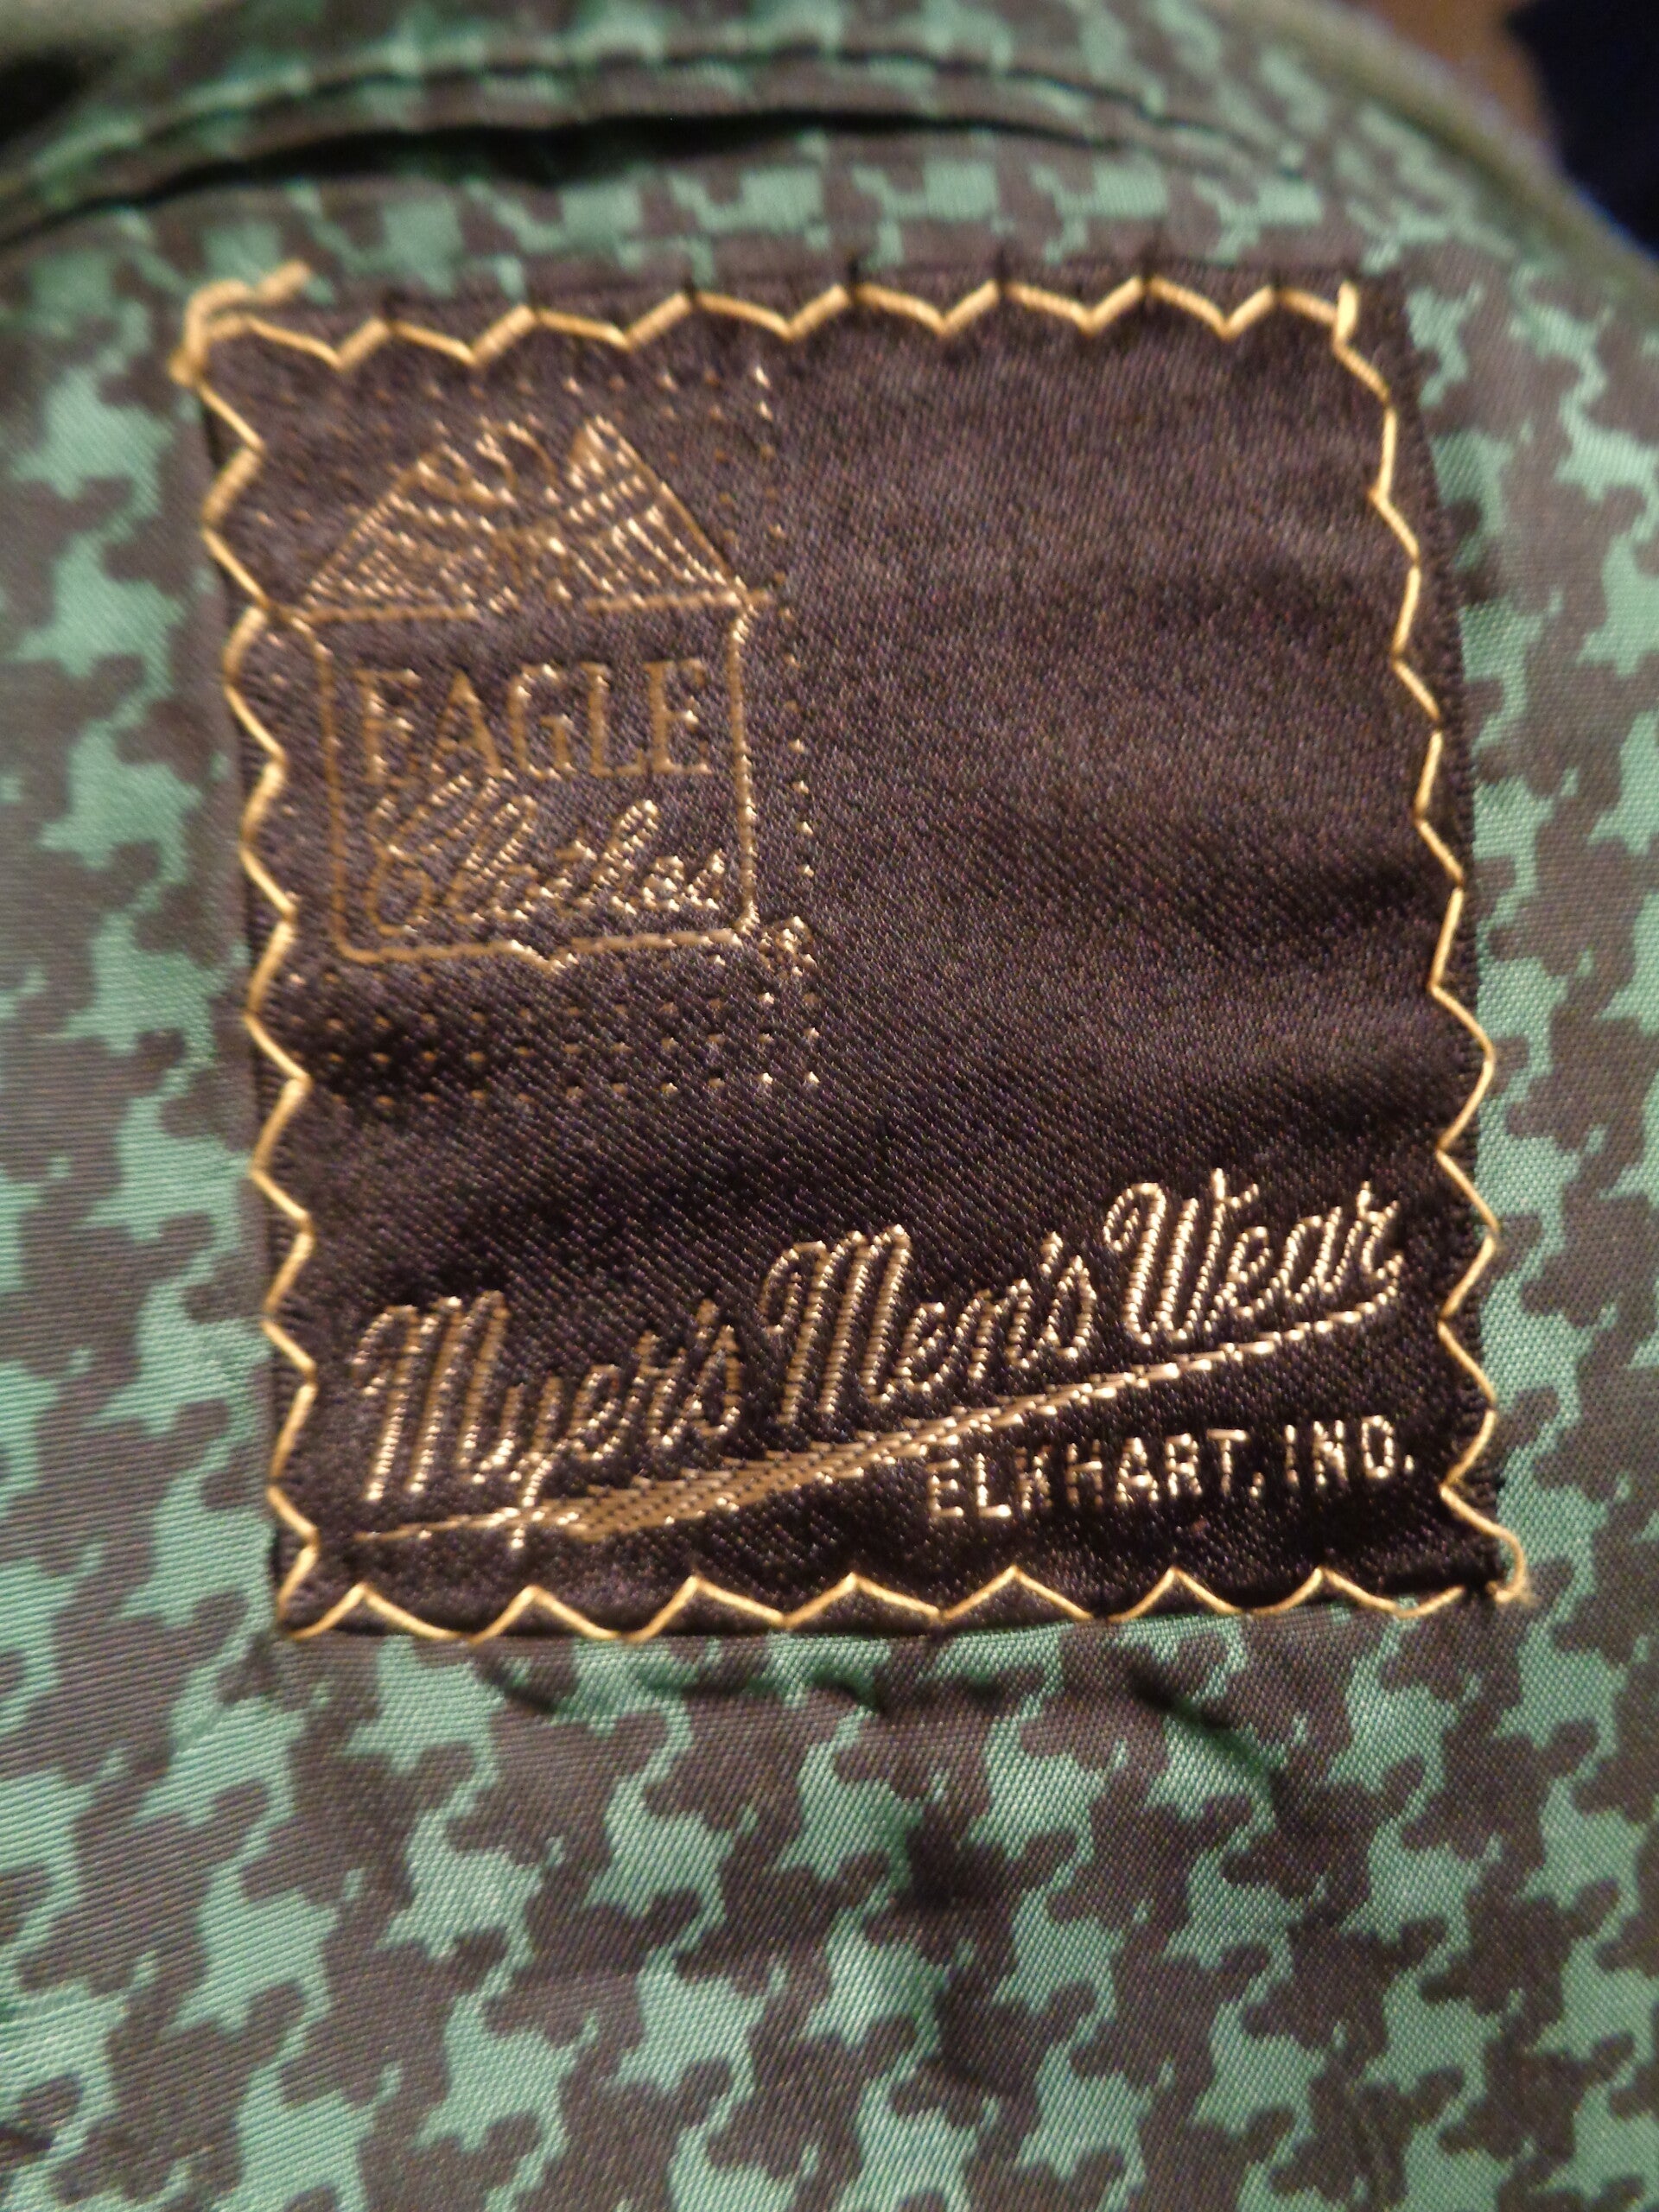 EAGLE
Clothes
Myer's Men's Wear
ELKHART, IND.